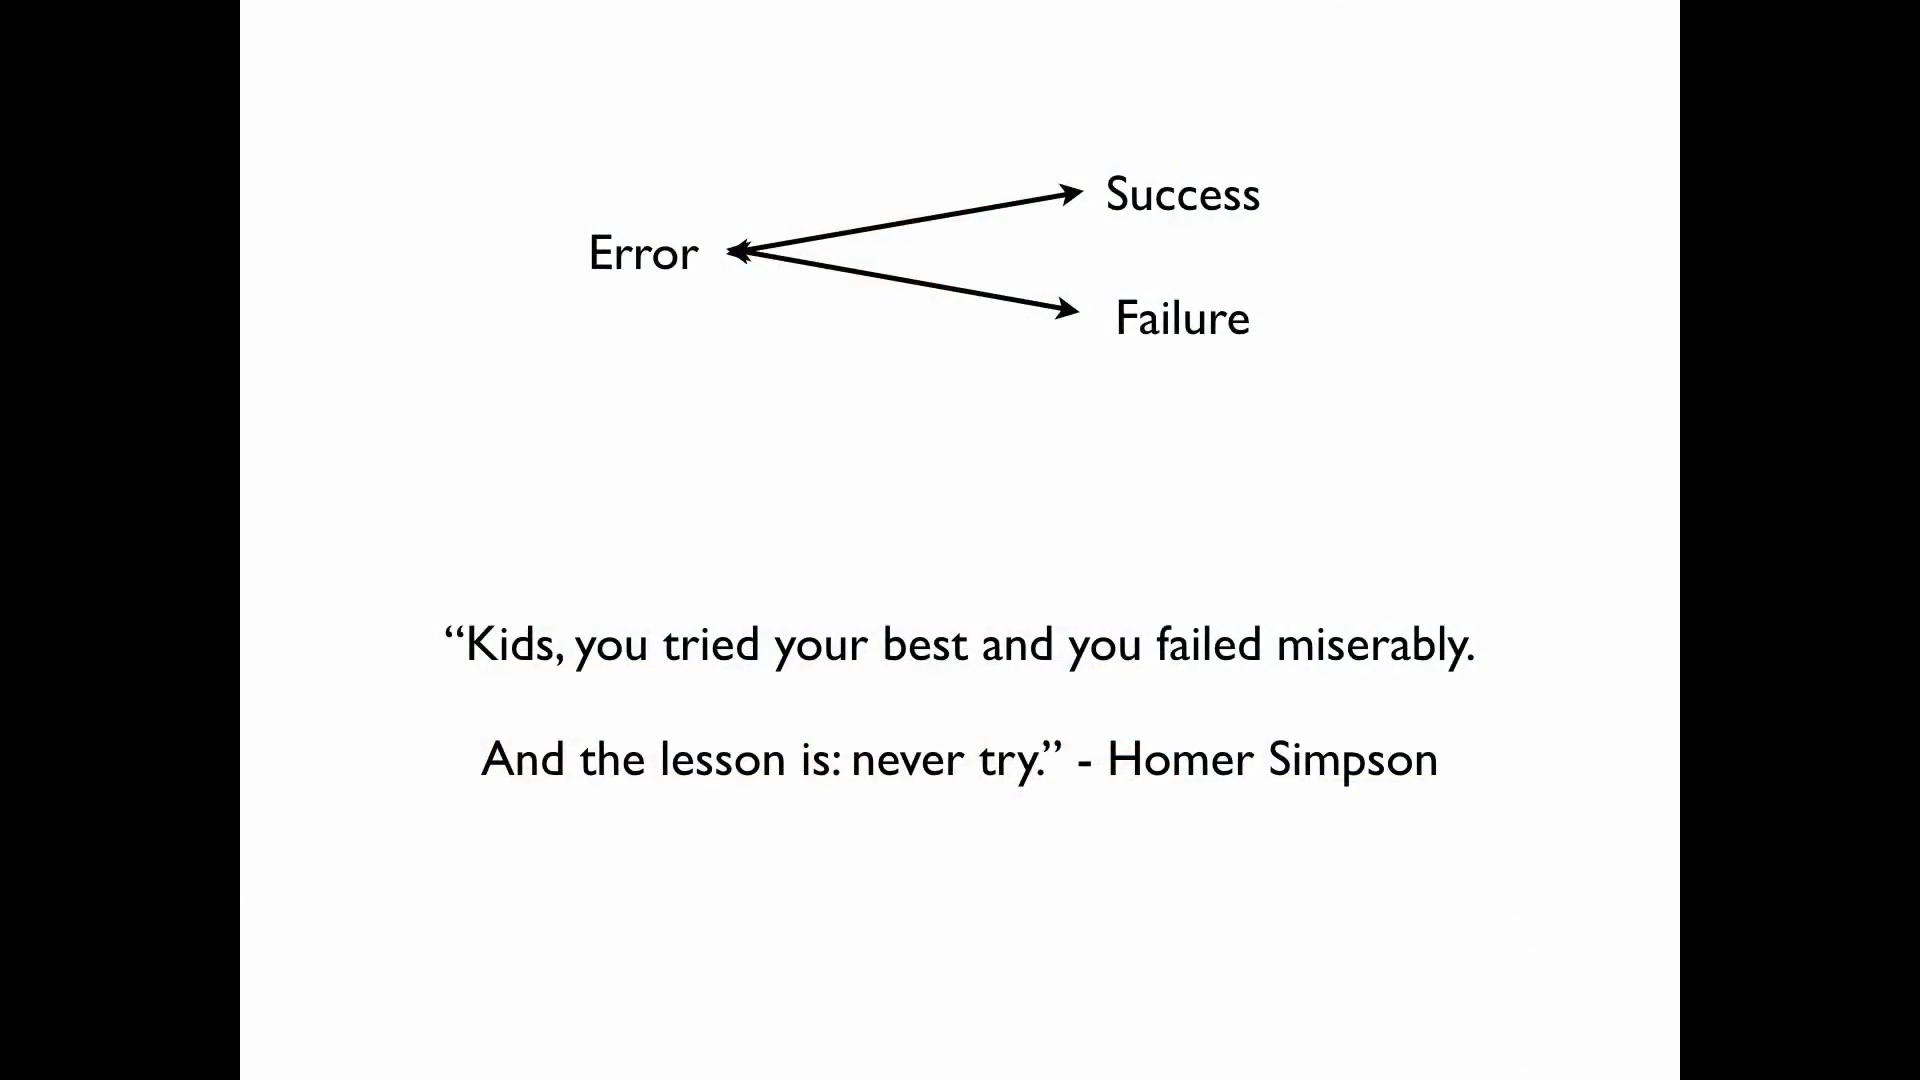 Success
Error
Failure
“Kids, you tried your best and you failed miserably.
And the lesson is: never try.” - Homer Simpson